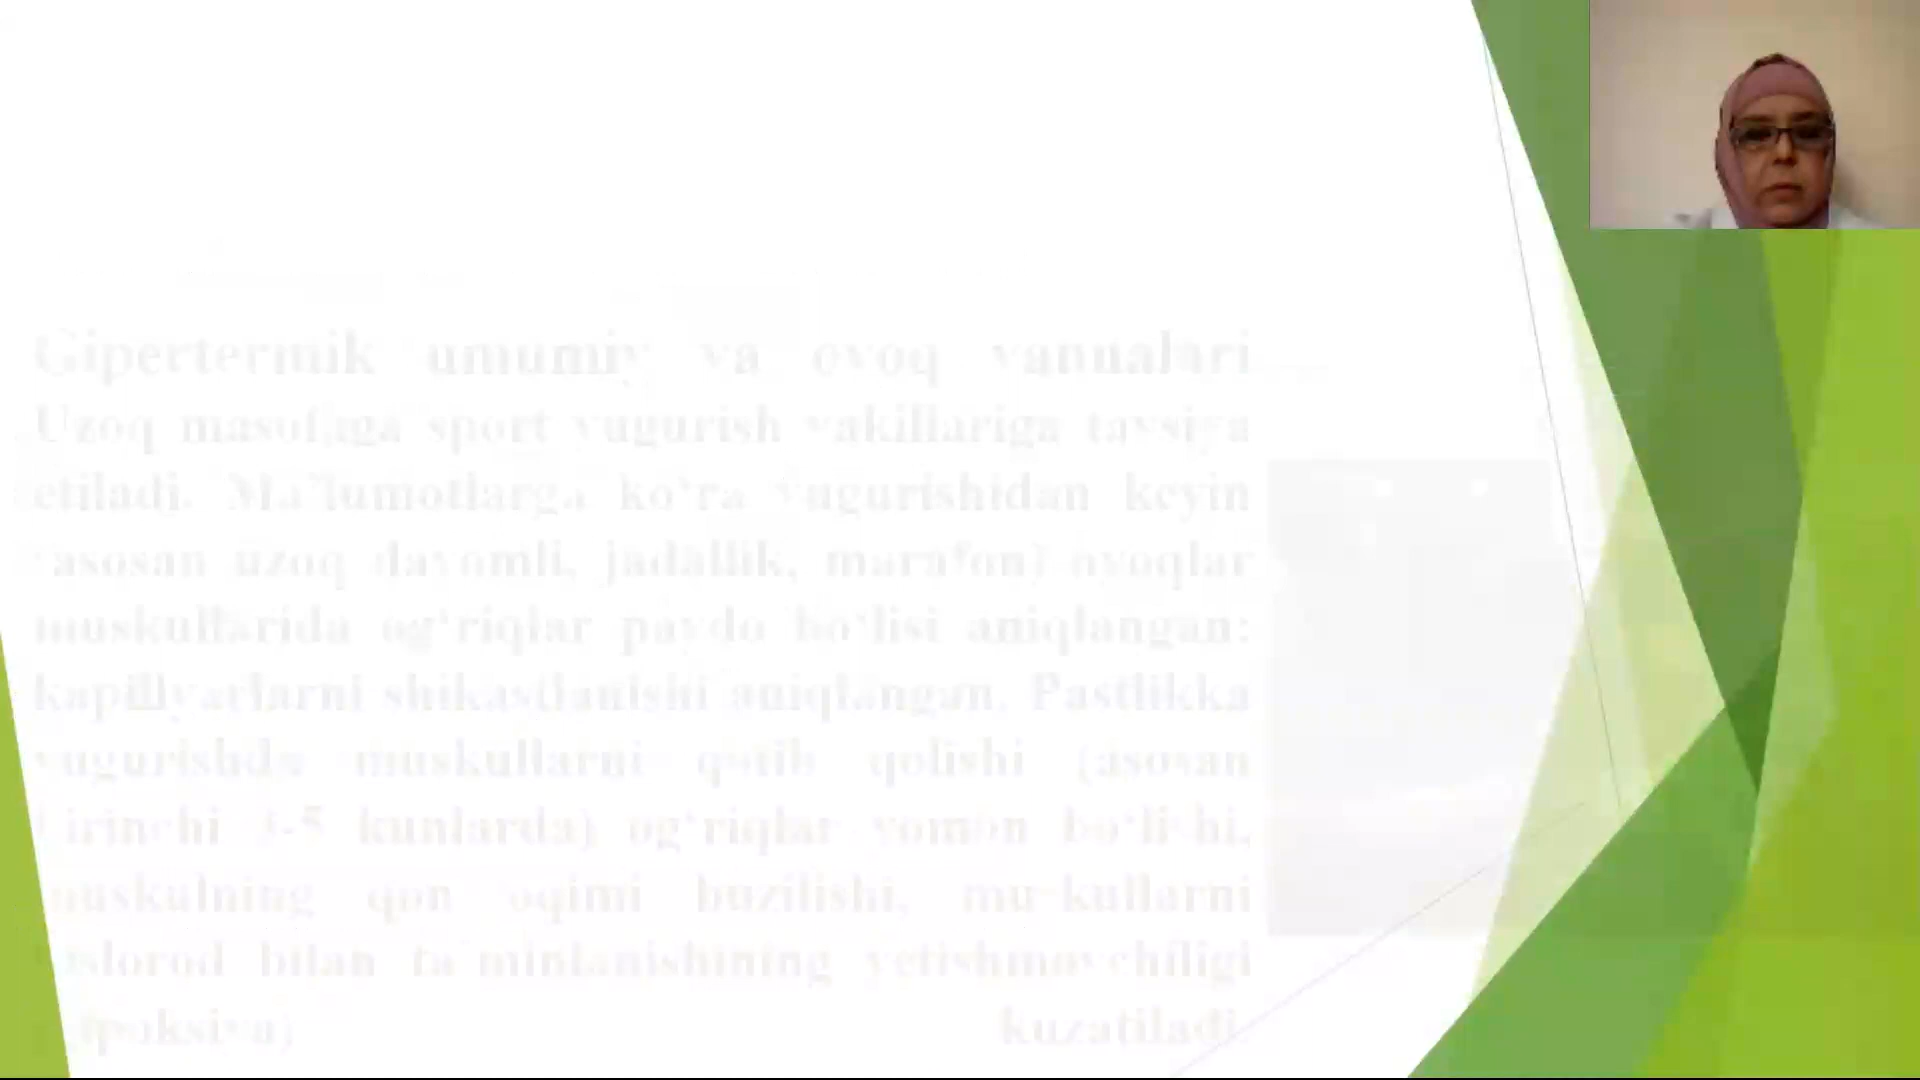 Gipertermik umumiy va oyoq vannalari
Uzoq masofaga sport yugurish vakillariga tavsiya
etiladi. Ma'lumotlarga ko‘ra yugurishidan keyin
(asosan uzoq davomli, jadallik, marafon) oyoqlar
muskullarida og‘riqlar paydo bo‘lisi aniqlangan:
kapillyarlarni shikastlanishi aniqlangan. Pastlikka
yugurishda muskullarni qotib qolishi (asosan
birinchi 3-5 kunlarda) og‘riqlar yomon bo‘lishi,
muskulning qon oqimi buzilishi, muskullarni
kislorod bilan ta'minlanishining yetishmovchiligi
(gipoksiya) kuzatiladi.